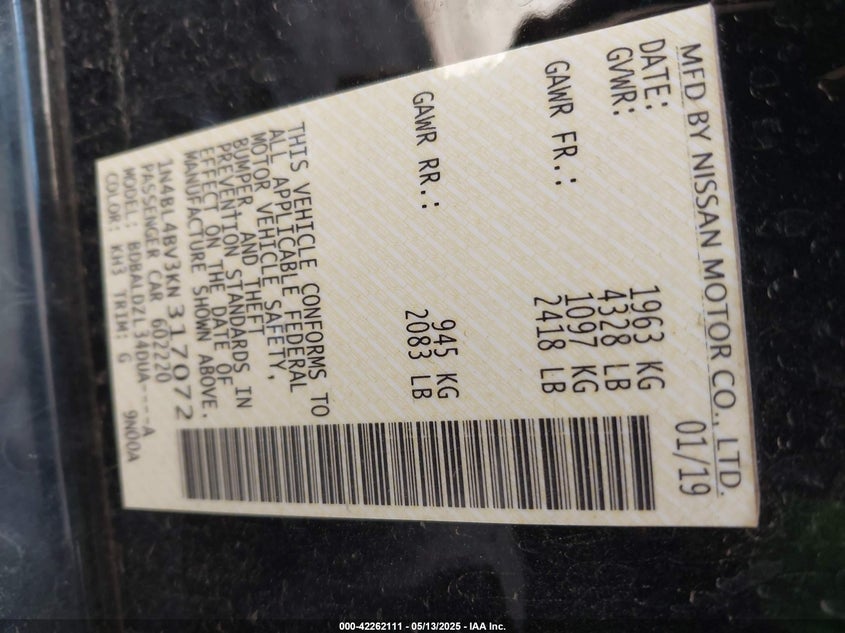 MFD BY NISSAN MOTOR CO., LTD.
DATE: 01/19
GVWR: 1963 KG
4328 LB
GAWR FR.: 1097 KG
2418 LB
GAWR RR.: 945 KG
2083 LB
THIS VEHICLE CONFORMS TO
ALL APPLICABLE FEDERAL
MOTOR VEHICLE SAFETY,
BUMPER, AND THEFT
PREVENTION STANDARDS IN
EFFECT ON THE DATE OF
MANUFACTURE SHOWN ABOVE.
1N4BL4BV3KN317072
PASSENGER CAR 602220
MODEL: BDBALDZL34DUA----A
COLOR: KH3 TRIM: G 9N00A
000-42262111 - 05/13/2025 - IAA Inc.